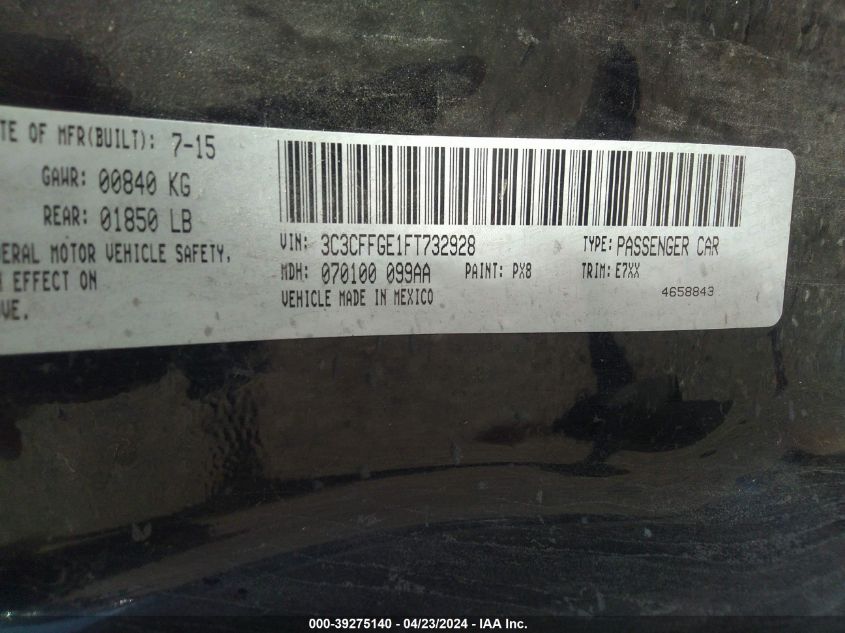 TE OF MFR(BUILT): 7-15
GAWR: 00840 KG
REAR: 01850 LB
DERAL MOTOR VEHICLE SAFETY,
N EFFECT ON
VE.
VIN: 3C3CFFGE1FT732928 TYPE: PASSENGER CAR
MDH: 070100 099AA PAINT: PX8 TRIM: E7XX
VEHICLE MADE IN MEXICO 4658843
000-39275140 - 04/23/2024 - IAA Inc.